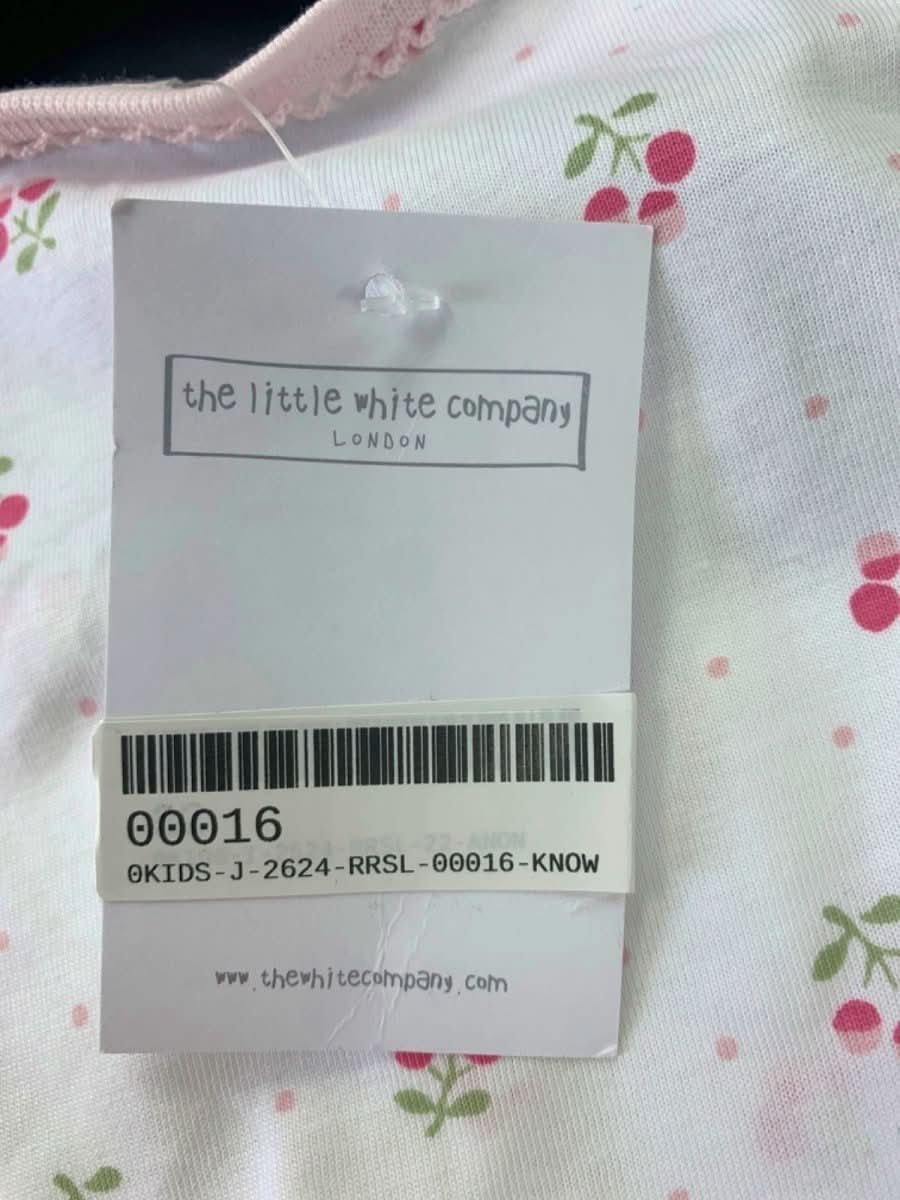 the little white company
LONDON
00016
0KIDS-J-2624-RRSL-00016-KNOW
www.thewhitecompany.com